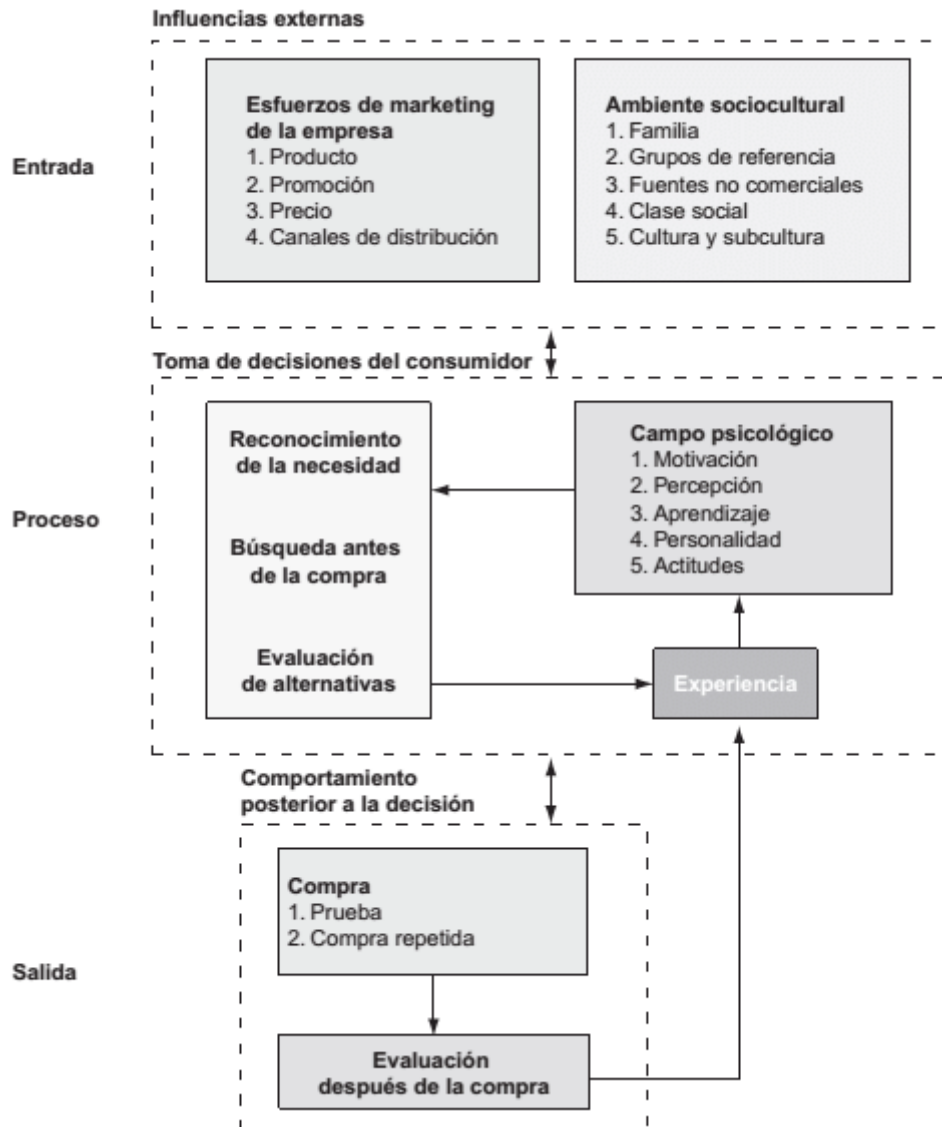 Influencias externas
Entrada
Esfuerzos de marketing
de la empresa
1. Producto
2. Promoción
3. Precio
4. Canales de distribución
Ambiente sociocultural
1. Familia
2. Grupos de referencia
3. Fuentes no comerciales
4. Clase social
5. Cultura y subcultura
Toma de decisiones del consumidor
Proceso
Reconocimiento
de la necesidad
Búsqueda antes
de la compra
Evaluación
de alternativas
Campo psicológico
1. Motivación
2. Percepción
3. Aprendizaje
4. Personalidad
5. Actitudes
Experiencia
Comportamiento
posterior a la decisión
Salida
Compra
1. Prueba
2. Compra repetida
Evaluación
después de la compra